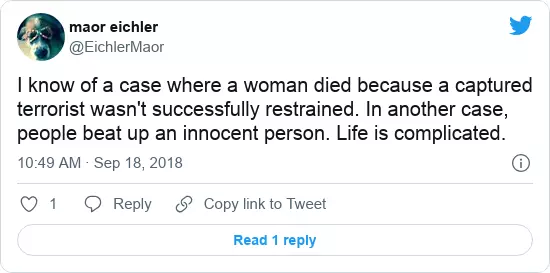 maor eichler
@EichlerMaor
I know of a case where a woman died because a captured
terrorist wasn't successfully restrained. In another case,
people beat up an innocent person. Life is complicated.
10:49 AM · Sep 18, 2018
1 Reply Copy link to Tweet
Read 1 reply